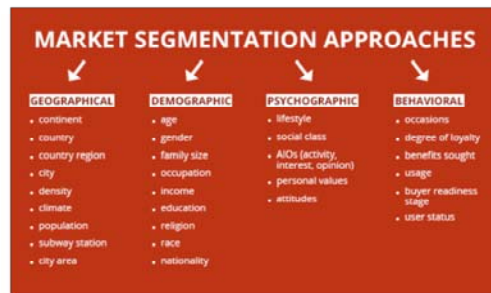 MARKET SEGMENTATION APPROACHES
GEOGRAPHICAL
continent
country
country region
city
density
climate
population
subway station
city area
DEMOGRAPHIC
age
gender
family size
occupation
income
education
religion
race
nationality
PSYCHOGRAPHIC
lifestyle
social class
AIOs (activity,
interest, opinion)
personal values
attitudes
BEHAVIORAL
occasions
degree of loyalty
benefits sought
usage
buyer readiness
stage
user status